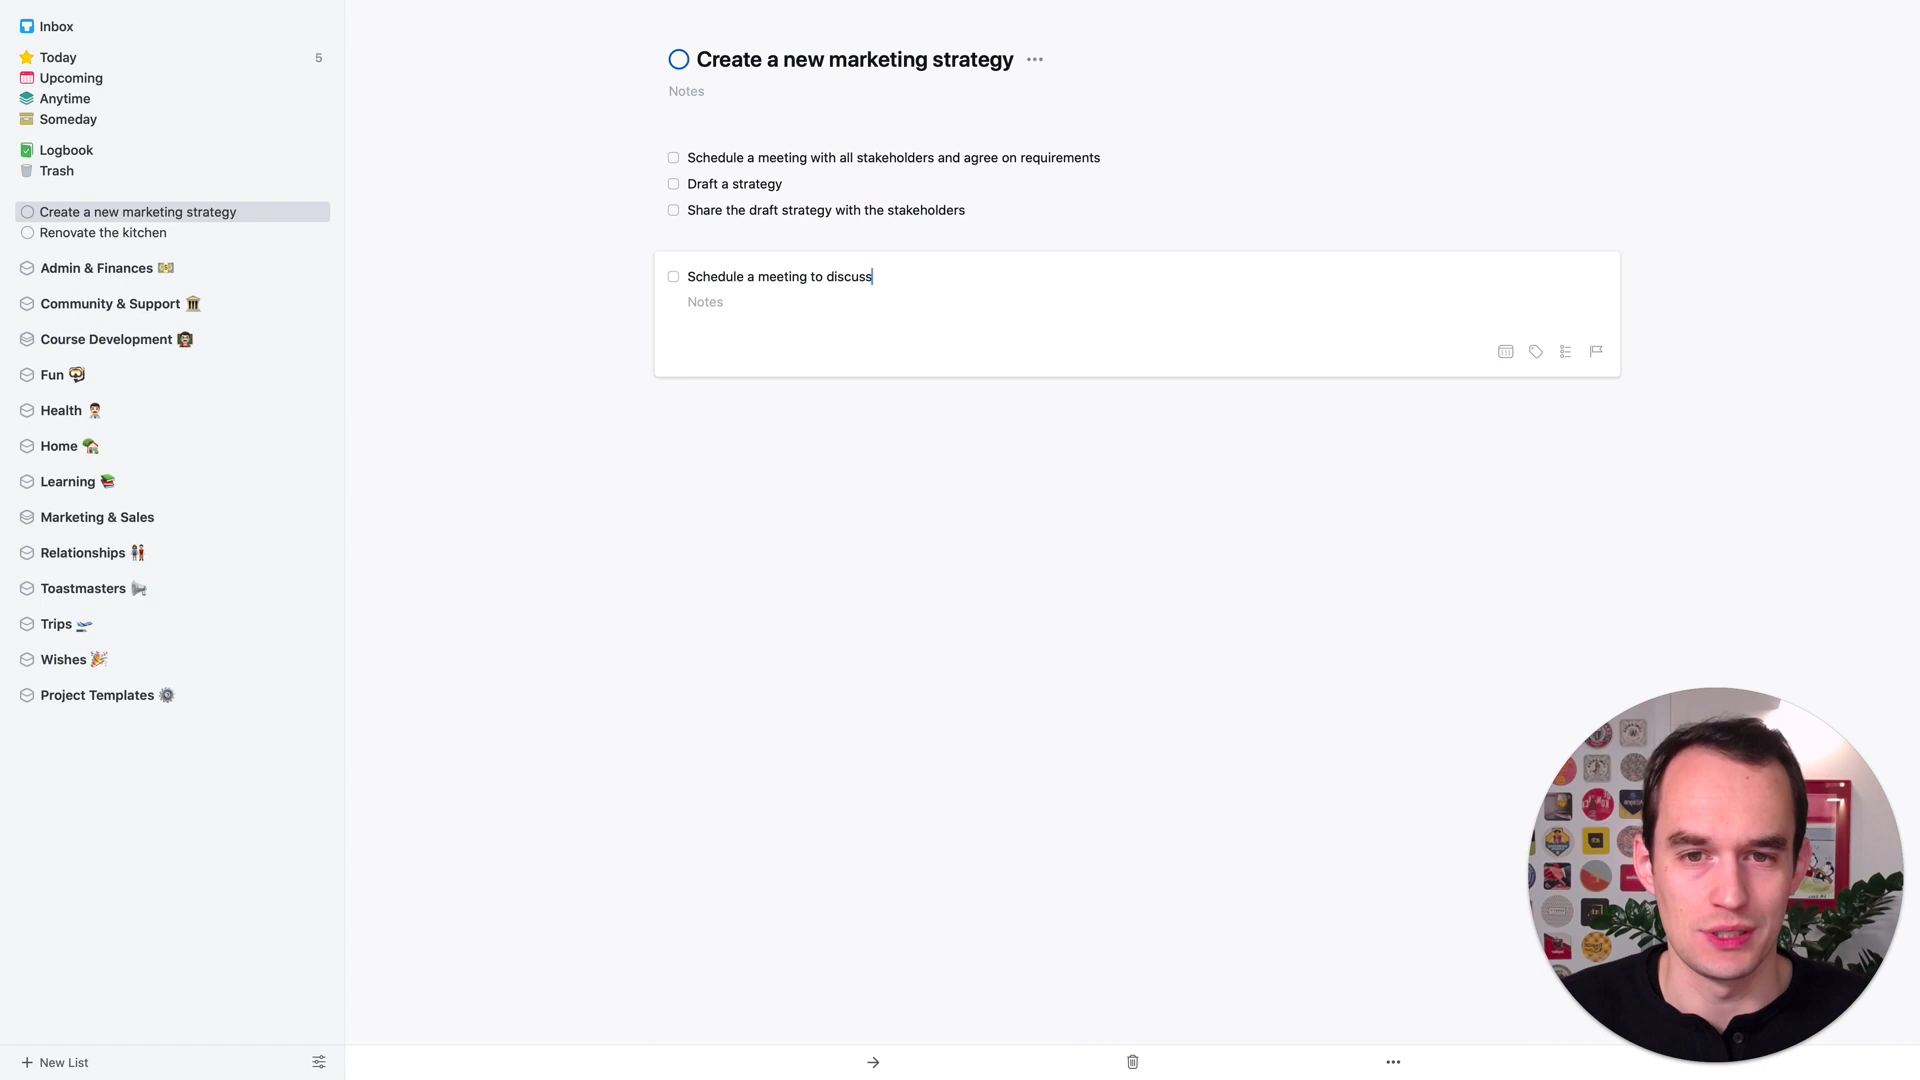 Inbox
Today 5
Upcoming
Anytime
Someday
Logbook
Trash
Create a new marketing strategy
Renovate the kitchen
Admin & Finances
Community & Support
Course Development
Fun
Health
Home
Learning
Marketing & Sales
Relationships
Toastmasters
Trips
Wishes
Project Templates
New List
Create a new marketing strategy
Notes
Schedule a meeting with all stakeholders and agree on requirements
Draft a strategy
Share the draft strategy with the stakeholders
Schedule a meeting to discuss
Notes